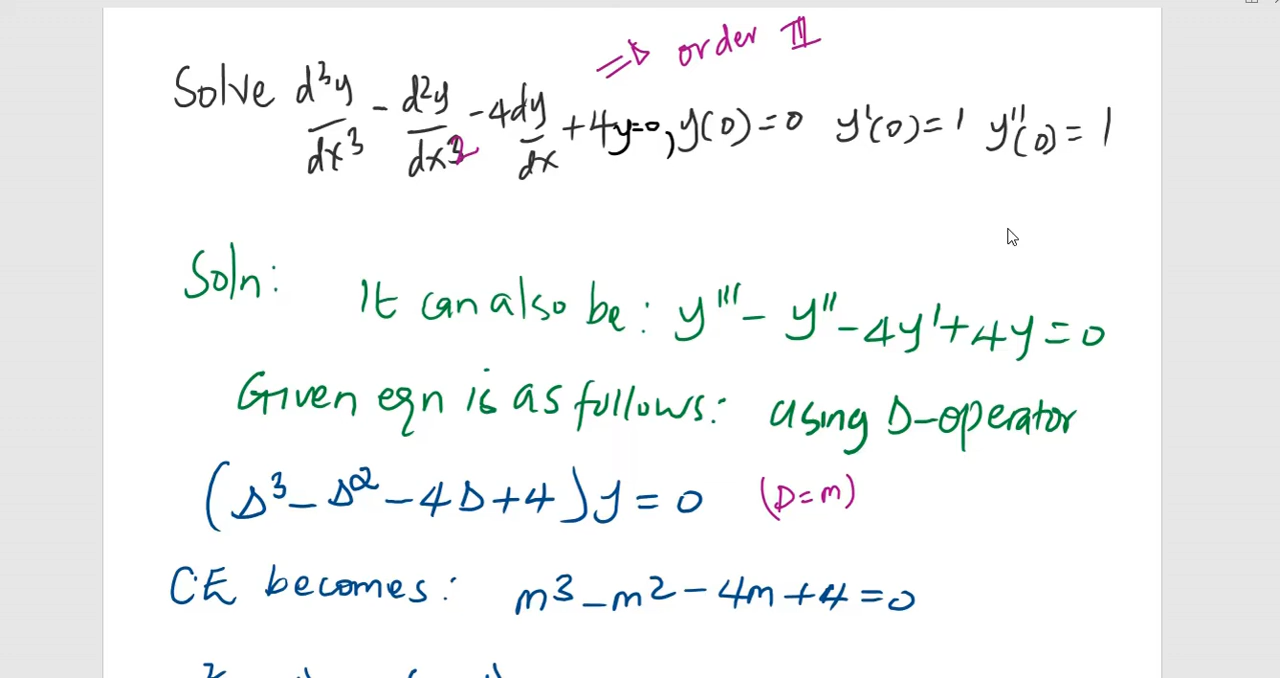 ⇒ order III
Solve d³y/dx³ - d²y/dx² - 4dy/dx + 4y=0, y(0)=0 y'(0)=1 y''(0)=1
Soln: It can also be: y''' - y'' - 4y' + 4y = 0
Given eqn is as follows: using D-operator
(D³ - D² - 4D + 4)y = 0 (D=m)
CE becomes: m³ - m² - 4m + 4 = 0